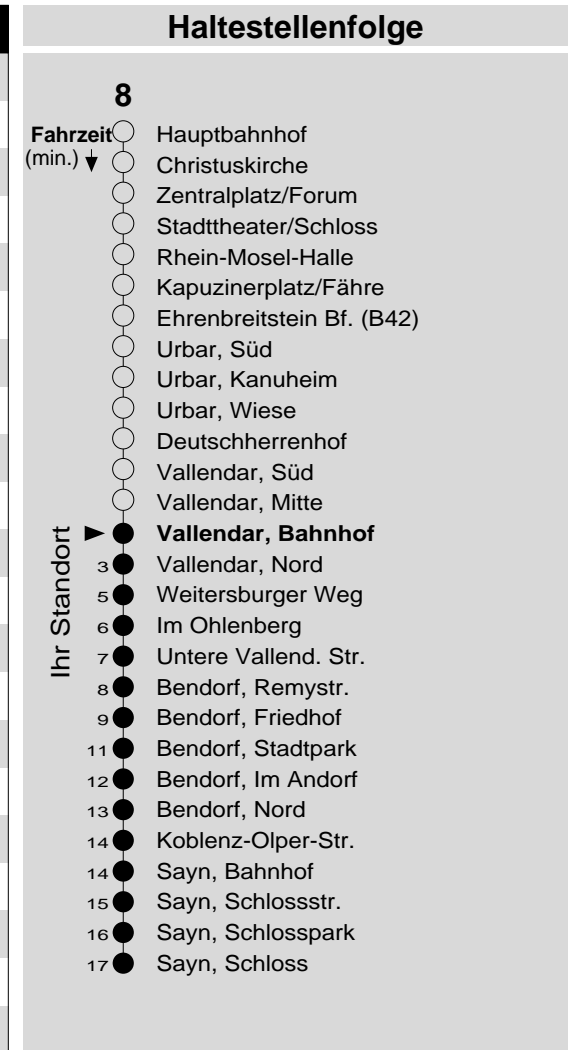 Haltestellenfolge
8
Fahrzeit Hauptbahnhof
(min.) Christuskirche
Zentralplatz/Forum
Stadttheater/Schloss
Rhein-Mosel-Halle
Kapuzinerplatz/Fähre
Ehrenbreitstein Bf. (B42)
Urbar, Süd
Urbar, Kanuheim
Urbar, Wiese
Deutschherrenhof
Vallendar, Süd
Vallendar, Mitte
Ihr Standort
Vallendar, Bahnhof
3 Vallendar, Nord
5 Weitersburger Weg
6 Im Ohlenberg
7 Untere Vallend. Str.
8 Bendorf, Remystr.
9 Bendorf, Friedhof
11 Bendorf, Stadtpark
12 Bendorf, Im Andorf
13 Bendorf, Nord
14 Koblenz-Olper-Str.
14 Sayn, Bahnhof
15 Sayn, Schlossstr.
16 Sayn, Schlosspark
17 Sayn, Schloss